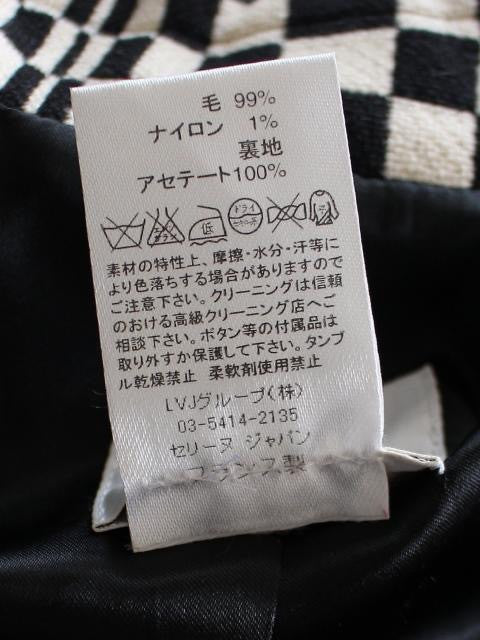 毛 99%
ナイロン 1%
裏地
アセテート100%
低
ドライ
素材の特性上、摩擦・水分・汗等に
より色落ちする場合がありますので
ご注意下さい。クリーニングは信頼
のおける高級クリーニング店へご
相談下さい。ボタン等の付属品は
取り外すか保護して下さい。タンブ
ル乾燥禁止 柔軟剤使用禁止
LVJグループ(株)
03-5414-2135
セリーヌ ジャパン
フランス製